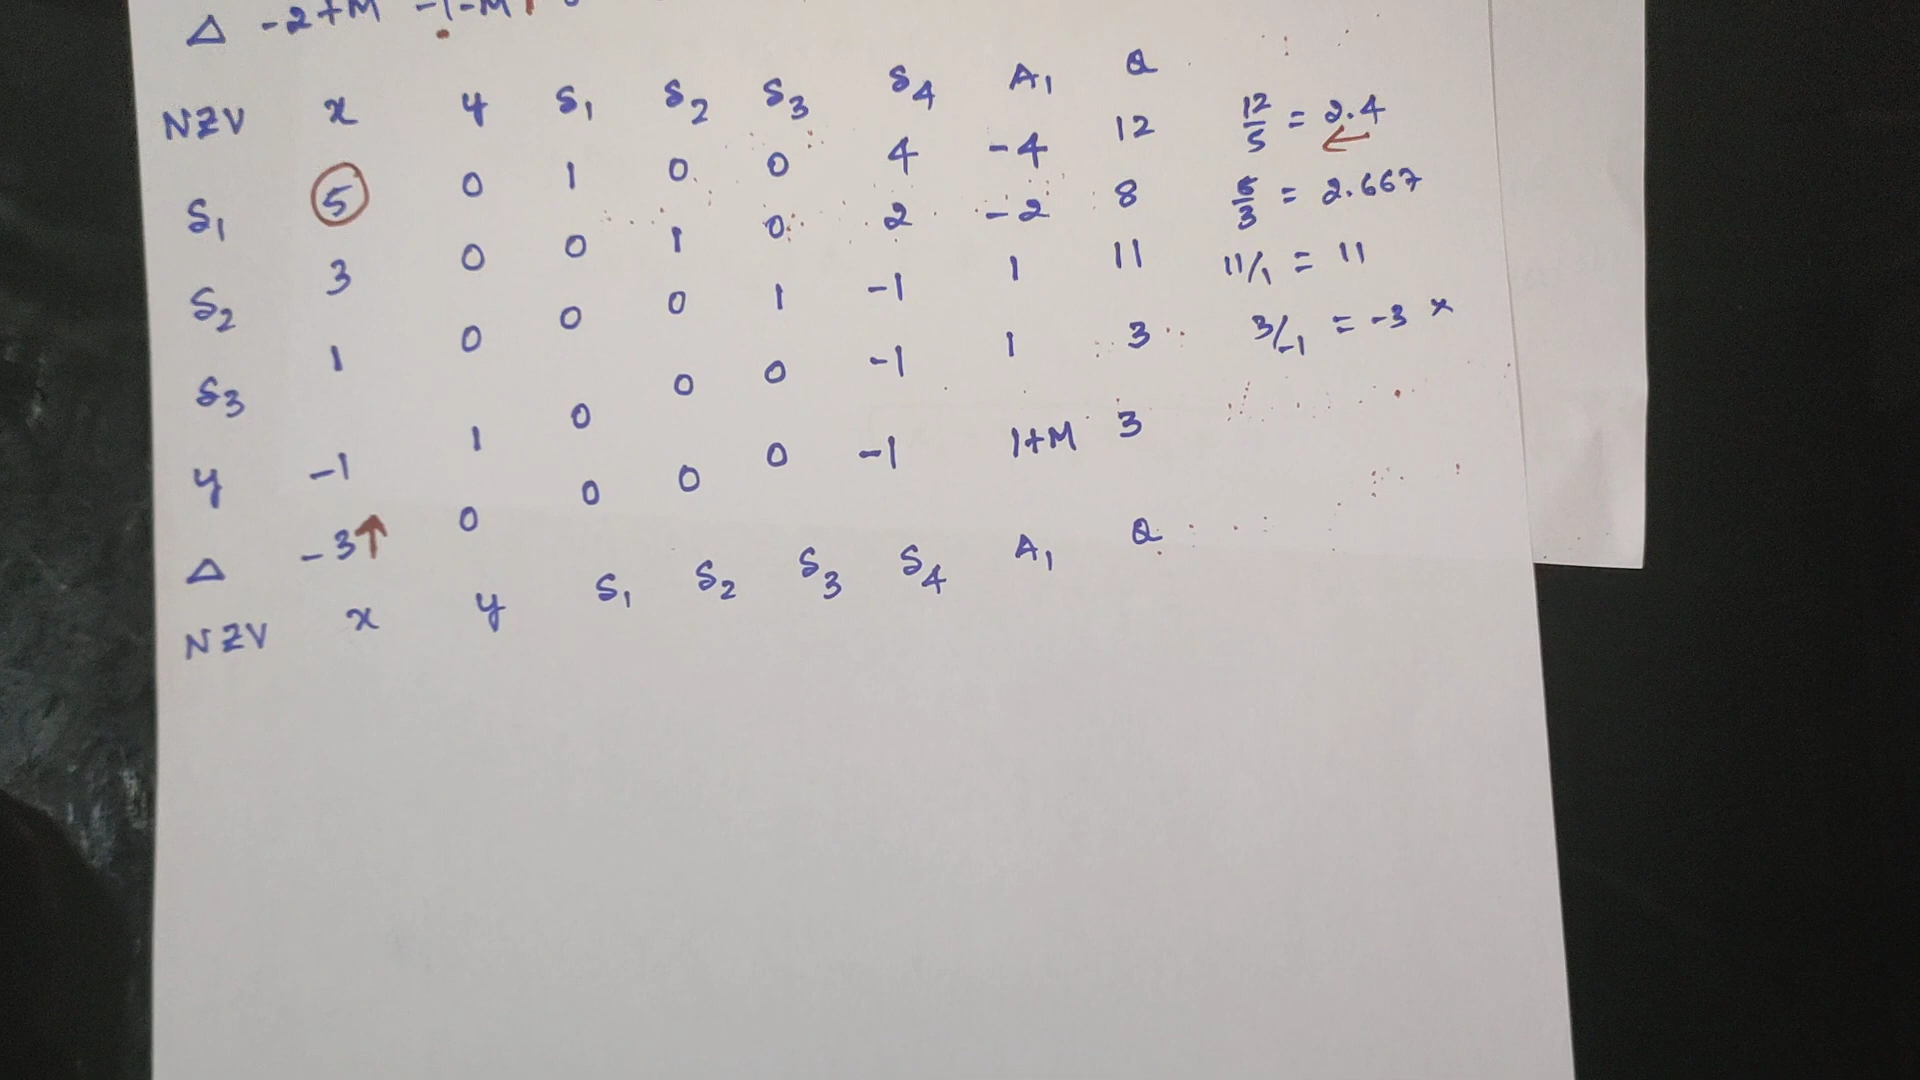 Δ -2+M -1-M
NZV x y S1 S2 S3 S4 A1 Q
S1 5 0 1 0 0 4 -4 12 12/5 = 2.4
S2 3 0 0 1 0 2 -2 8 8/3 = 2.667
S3 1 0 0 0 1 -1 1 11 11/1 = 11
y -1 1 0 0 0 -1 1 3 3/-1 = -3 x
Δ -3↑ 0 0 0 0 -1 1+M 3
NZV x y S1 S2 S3 S4 A1 Q